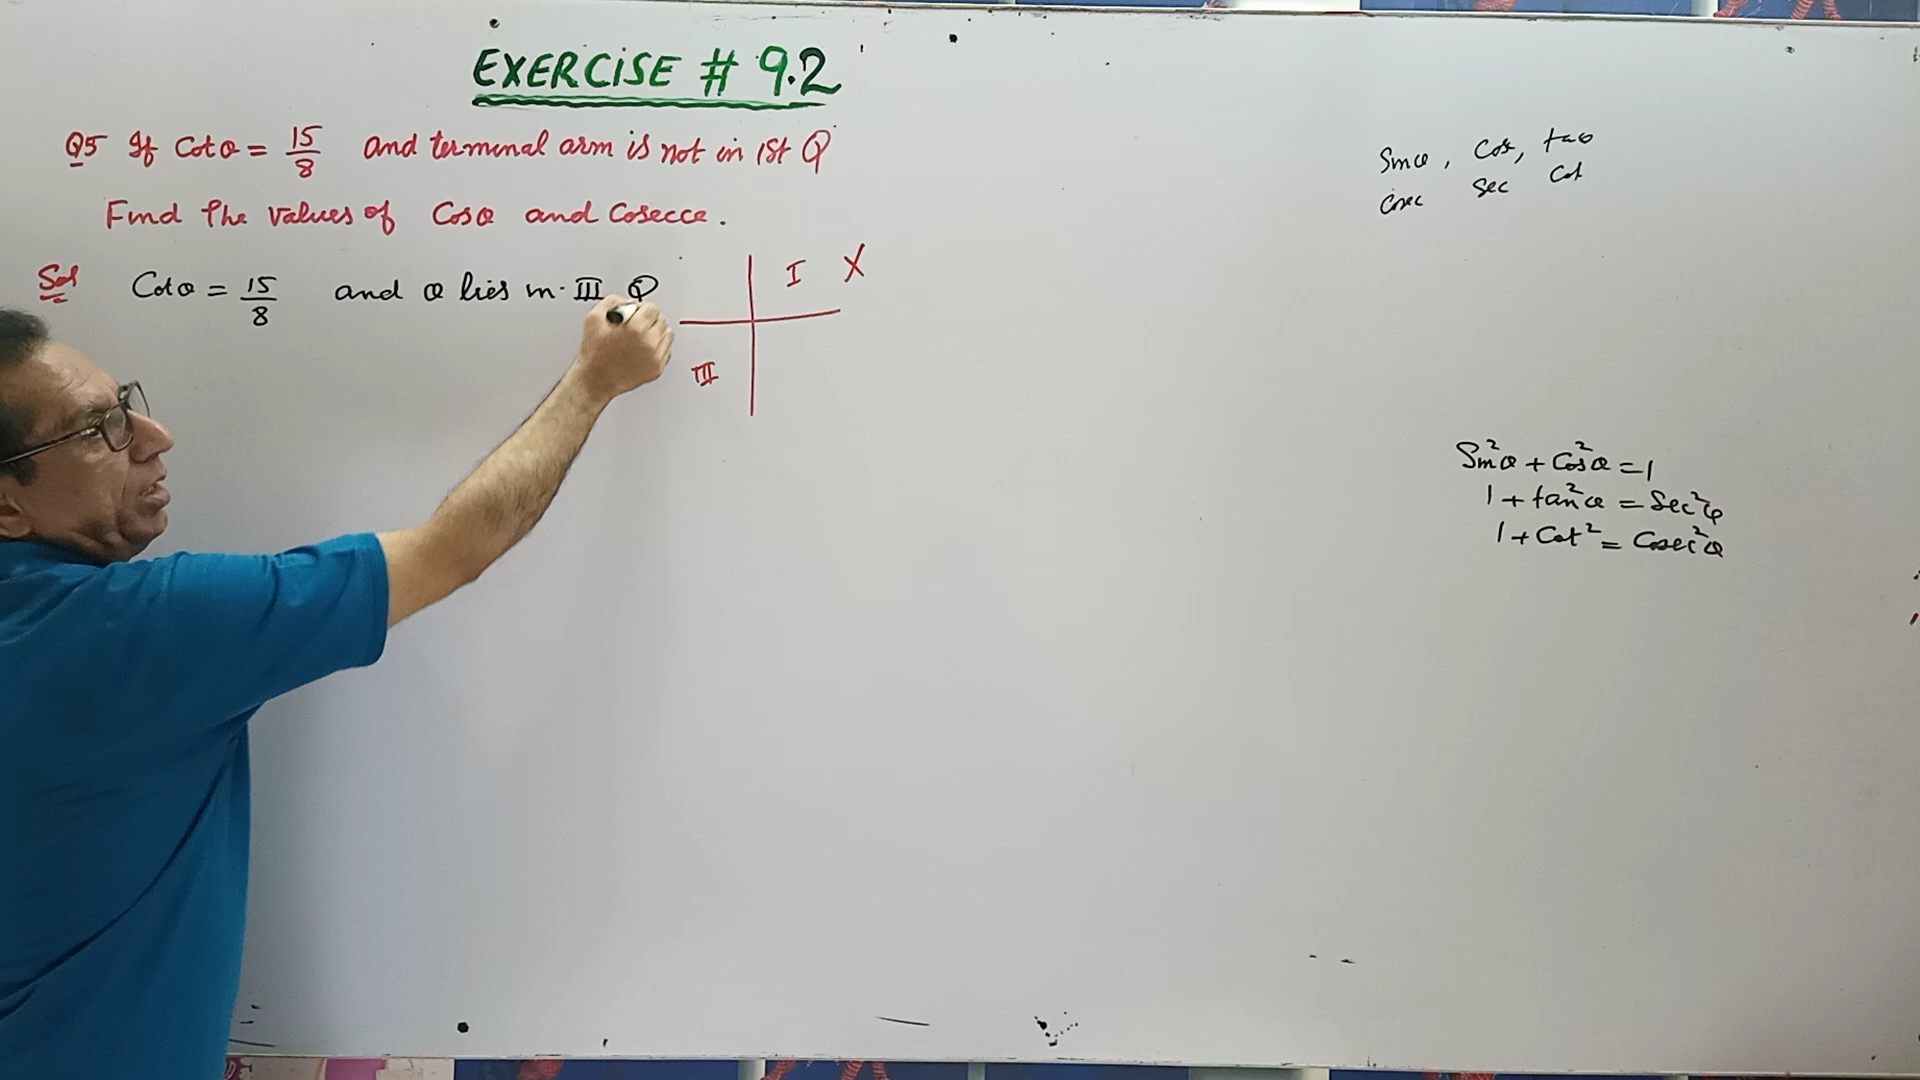 EXERCISE # 9.2
Q5 If Cotθ = 15/8 and terminal arm is not in 1st Q
Find the values of Cosθ and Cosecθ.
Sol Cotθ = 15/8 and θ lies in III Q
I X
III
Sinθ, Cos, tanθ
Cosec sec Cot
Sin²θ + Cos²θ = 1
1 + tan²θ = Sec²θ
1 + Cot² = Cosec²θ